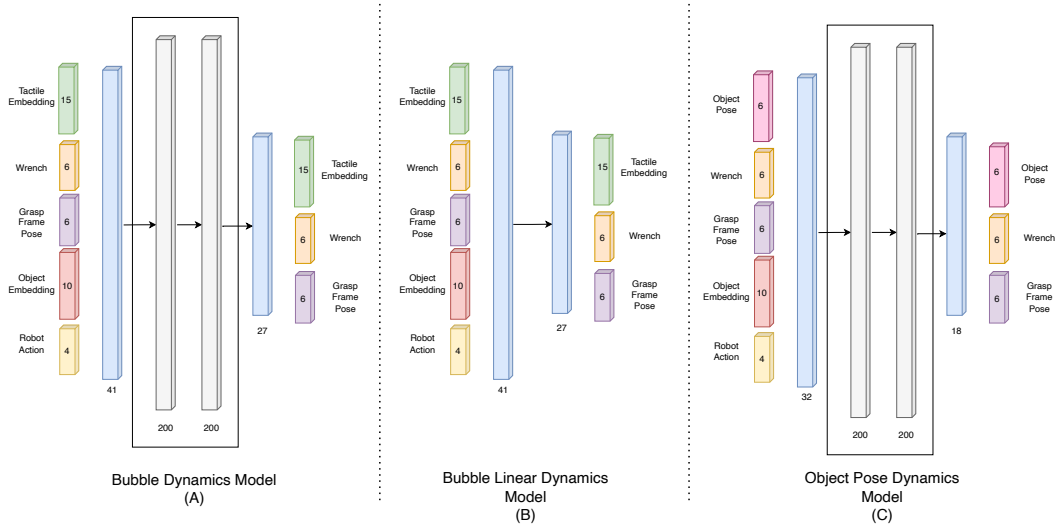 Tactile
Embedding
15
Wrench
6
Grasp
Frame
Pose
6
Object
Embedding
10
Robot
Action
4
41
200
200
27
15
Tactile
Embedding
6
Wrench
6
Grasp
Frame
Pose
Bubble Dynamics Model
(A)
Tactile
Embedding
15
Wrench
6
Grasp
Frame
Pose
6
Object
Embedding
10
Robot
Action
4
41
27
15
Tactile
Embedding
6
Wrench
6
Grasp
Frame
Pose
Bubble Linear Dynamics
Model
(B)
Object
Pose
6
Wrench
6
Grasp
Frame
Pose
6
Object
Embedding
10
Robot
Action
4
32
200
200
18
6
Object
Pose
6
Wrench
6
Grasp
Frame
Pose
Object Pose Dynamics
Model
(C)